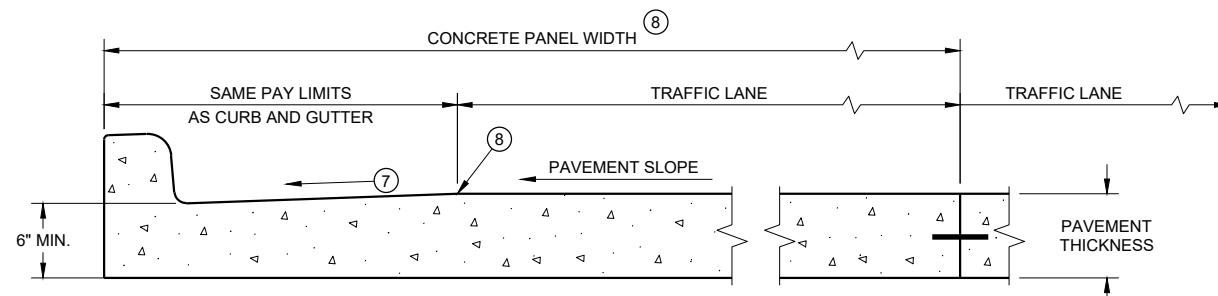 CONCRETE PANEL WIDTH 8
SAME PAY LIMITS
AS CURB AND GUTTER
TRAFFIC LANE
TRAFFIC LANE
8
PAVEMENT SLOPE
7
6" MIN.
PAVEMENT
THICKNESS